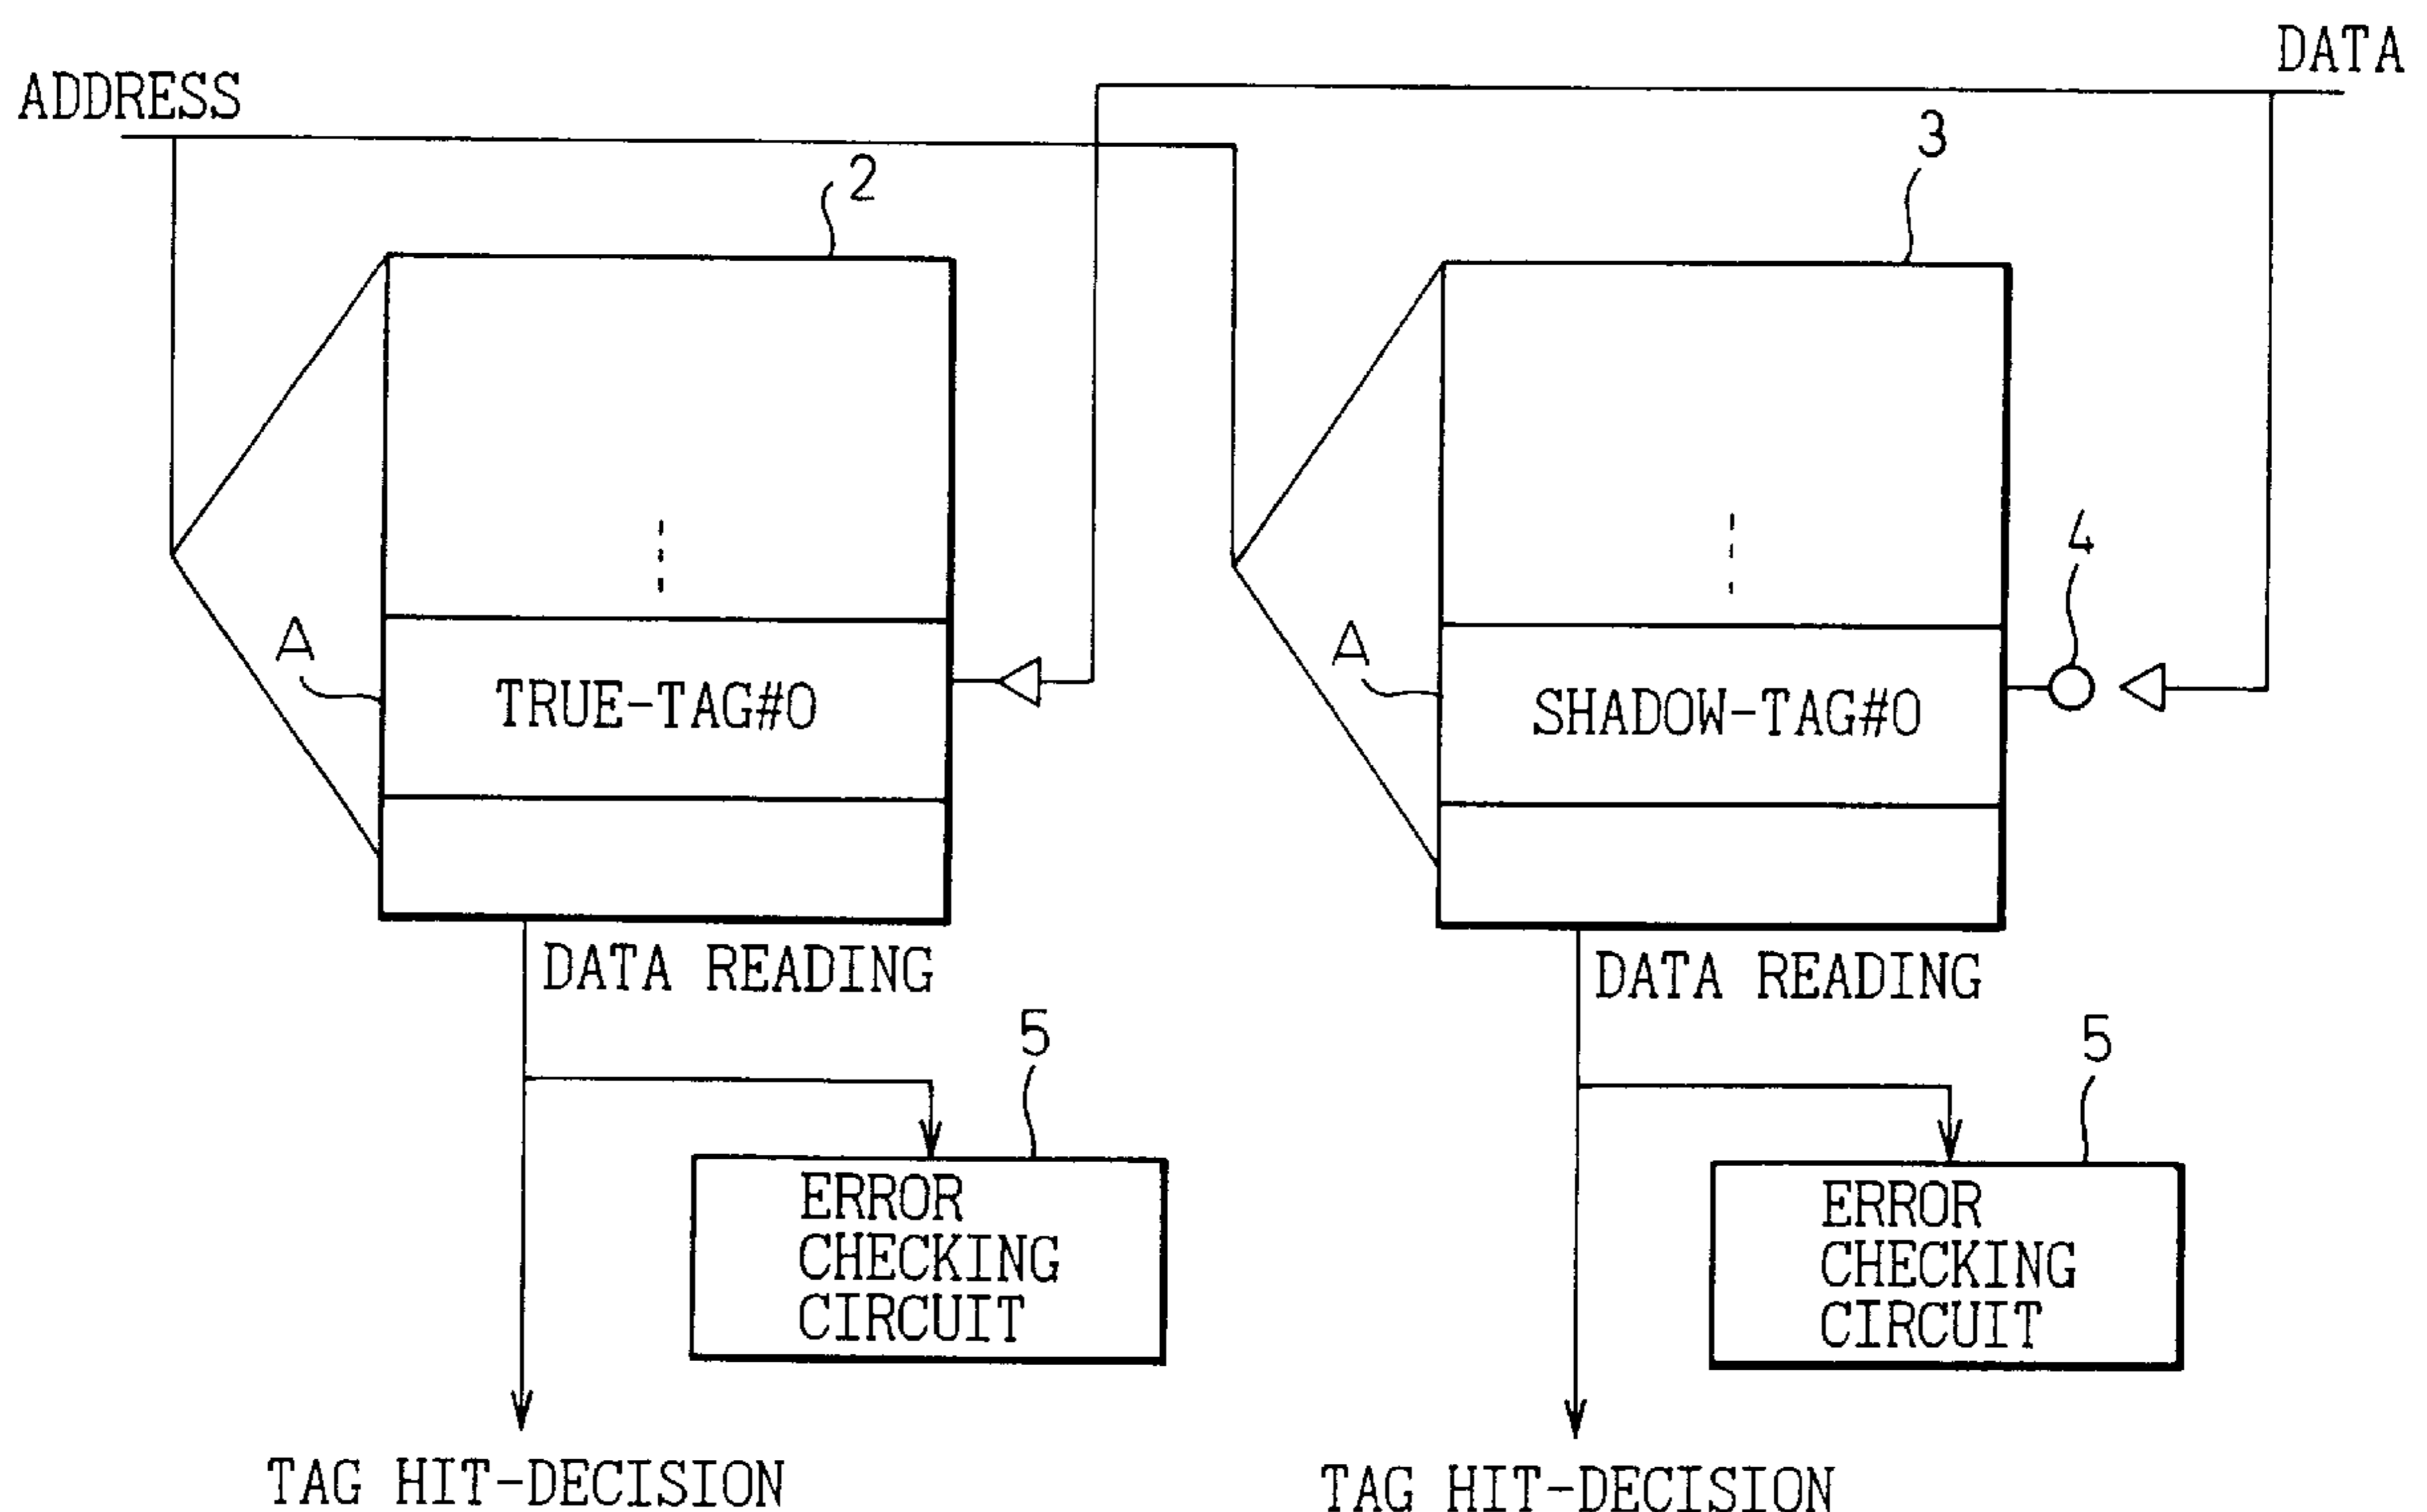 DATA
ADDRESS
2
3
4
A
TRUE-TAG#0
A
SHADOW-TAG#0
DATA READING
DATA READING
5
5
ERROR
CHECKING
CIRCUIT
ERROR
CHECKING
CIRCUIT
TAG HIT-DECISION
TAG HIT-DECISION